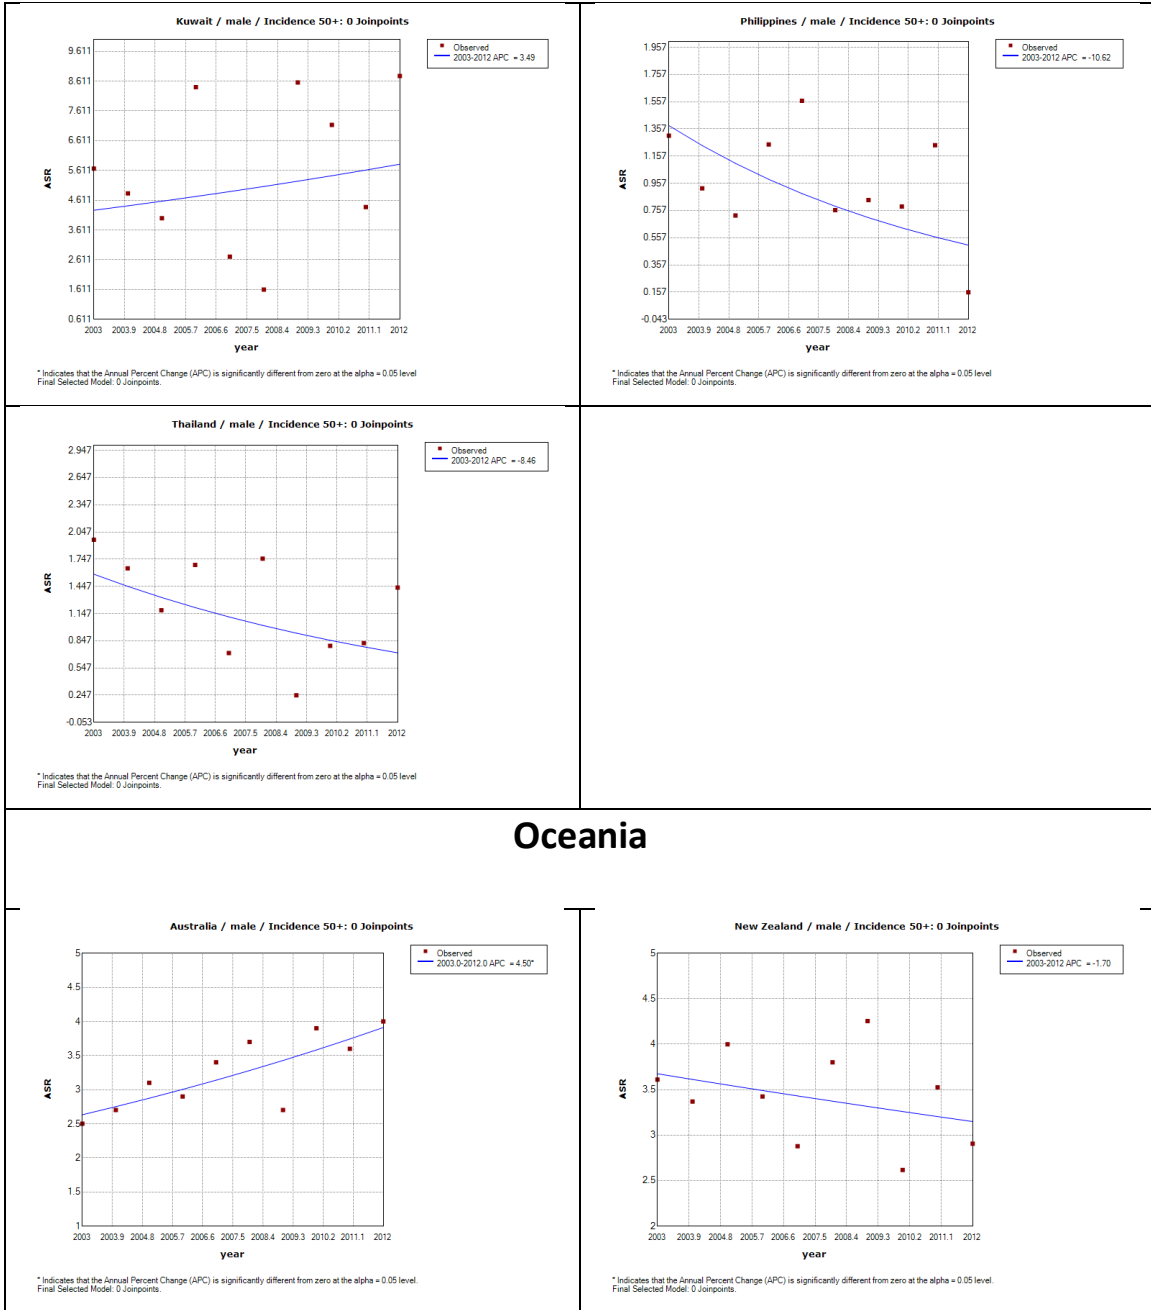 Kuwait / male / Incidence 50+: 0 Joinpoints
9.611
8.611
7.611
6.611
5.611
4.611
3.611
2.611
1.611
0.611
ASR
2003 2003.9 2004.8 2005.7 2006.6 2007.5 2008.4 2009.3 2010.2 2011.1 2012
year
Observed
2003-2012 APC = 3.49
* Indicates that the Annual Percent Change (APC) is significantly different from zero at the alpha = 0.05 level
Final Selected Model: 0 Joinpoints.
Philippines / male / Incidence 50+: 0 Joinpoints
1.957
1.757
1.557
1.357
1.157
0.957
0.757
0.557
0.357
0.157
-0.043
ASR
2003 2003.9 2004.8 2005.7 2006.6 2007.5 2008.4 2009.3 2010.2 2011.1 2012
year
Observed
2003-2012 APC = -10.62
* Indicates that the Annual Percent Change (APC) is significantly different from zero at the alpha = 0.05 level
Final Selected Model: 0 Joinpoints.
Thailand / male / Incidence 50+: 0 Joinpoints
2.947
2.647
2.347
2.047
1.747
1.447
1.147
0.847
0.547
0.247
-0.053
ASR
2003 2003.9 2004.8 2005.7 2006.6 2007.5 2008.4 2009.3 2010.2 2011.1 2012
year
Observed
2003-2012 APC = -8.46
* Indicates that the Annual Percent Change (APC) is significantly different from zero at the alpha = 0.05 level
Final Selected Model: 0 Joinpoints.
Oceania
Australia / male / Incidence 50+: 0 Joinpoints
5
4.5
4
3.5
3
2.5
2
1.5
1
ASR
2003 2003.9 2004.8 2005.7 2006.6 2007.5 2008.4 2009.3 2010.2 2011.1 2012
year
Observed
2003.0-2012.0 APC = 4.50*
* Indicates that the Annual Percent Change (APC) is significantly different from zero at the alpha = 0.05 level.
Final Selected Model: 0 Joinpoints.
New Zealand / male / Incidence 50+: 0 Joinpoints
5
4.5
4
3.5
3
2.5
2
ASR
2003 2003.9 2004.8 2005.7 2006.6 2007.5 2008.4 2009.3 2010.2 2011.1 2012
year
Observed
2003-2012 APC = -1.70
* Indicates that the Annual Percent Change (APC) is significantly different from zero at the alpha = 0.05 level.
Final Selected Model: 0 Joinpoints.